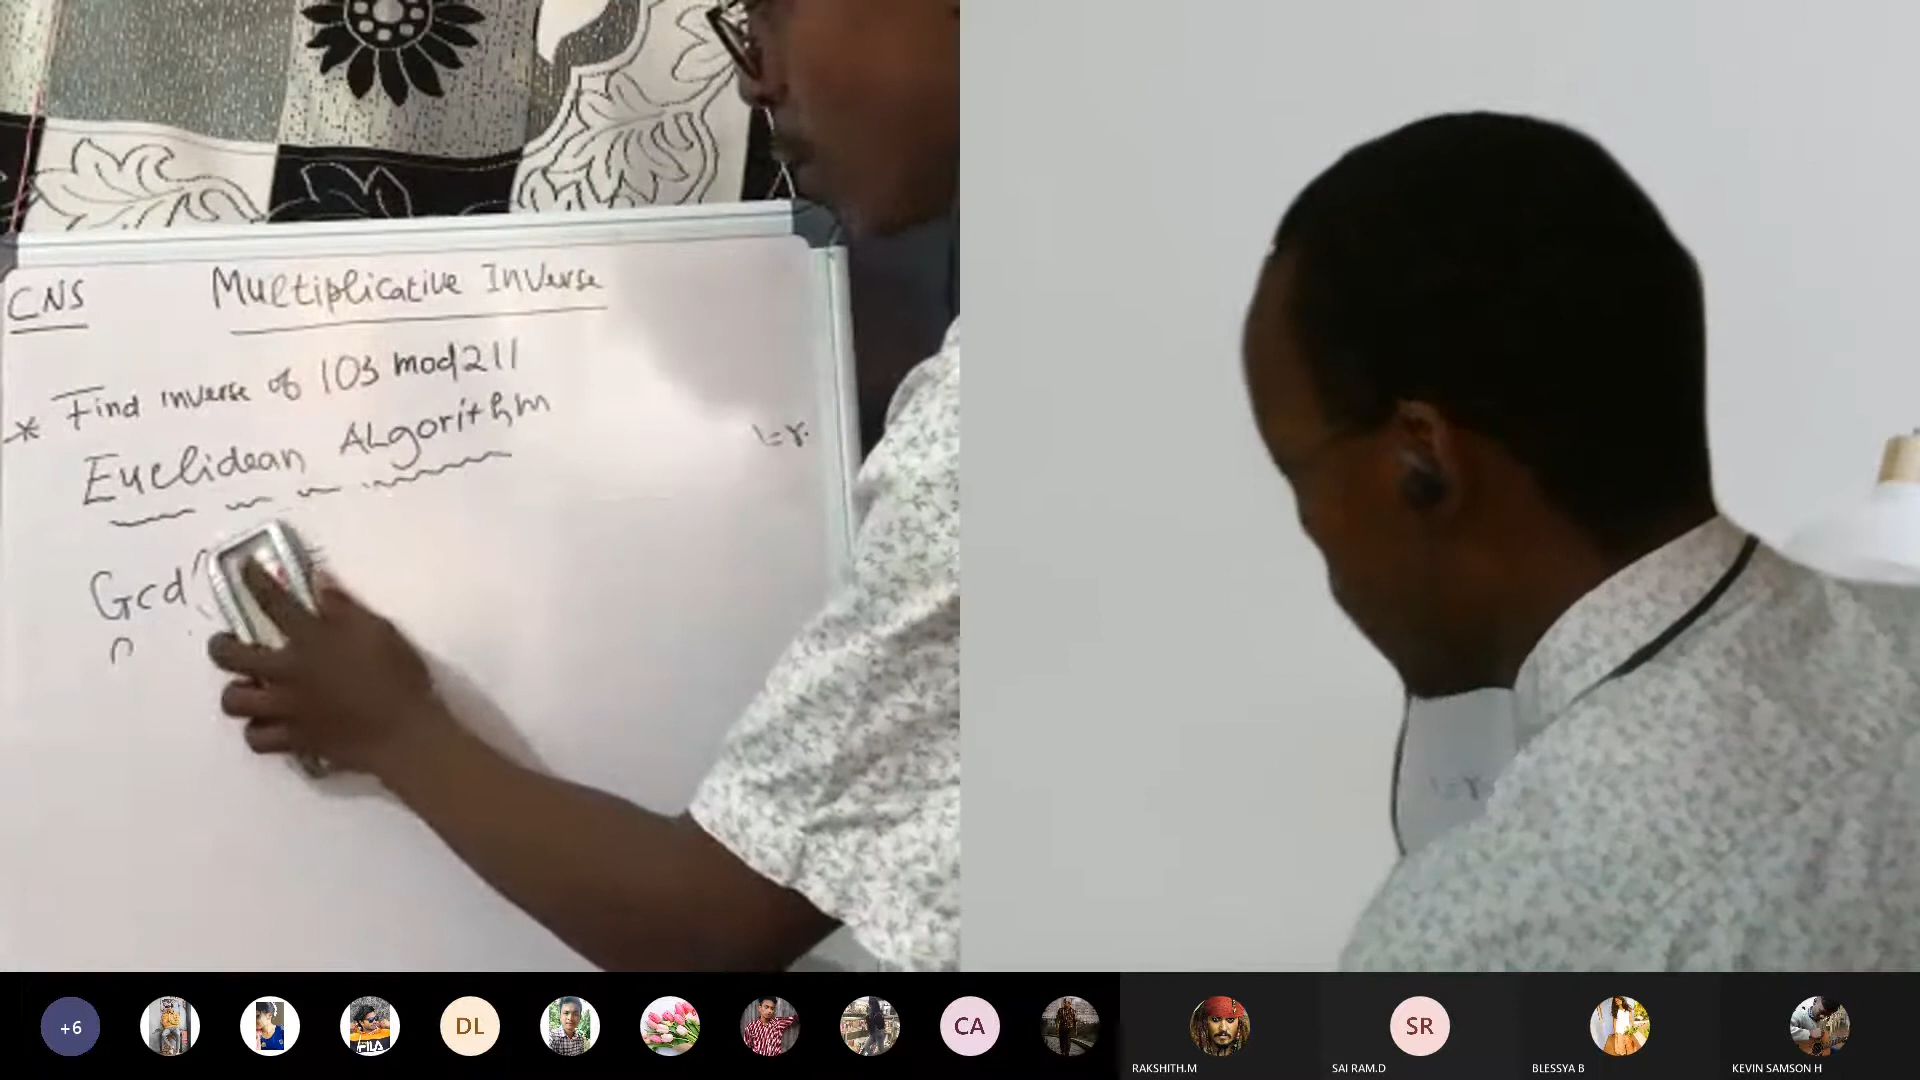 CNS Multiplicative Inverse
* Find inverse of 103 mod 211
Euclidean Algorithm
Gcd(
FILA
+6
DL
CA
SR
RAKSHITH.M
SAI RAM.D
BLESSYA B
KEVIN SAMSON H